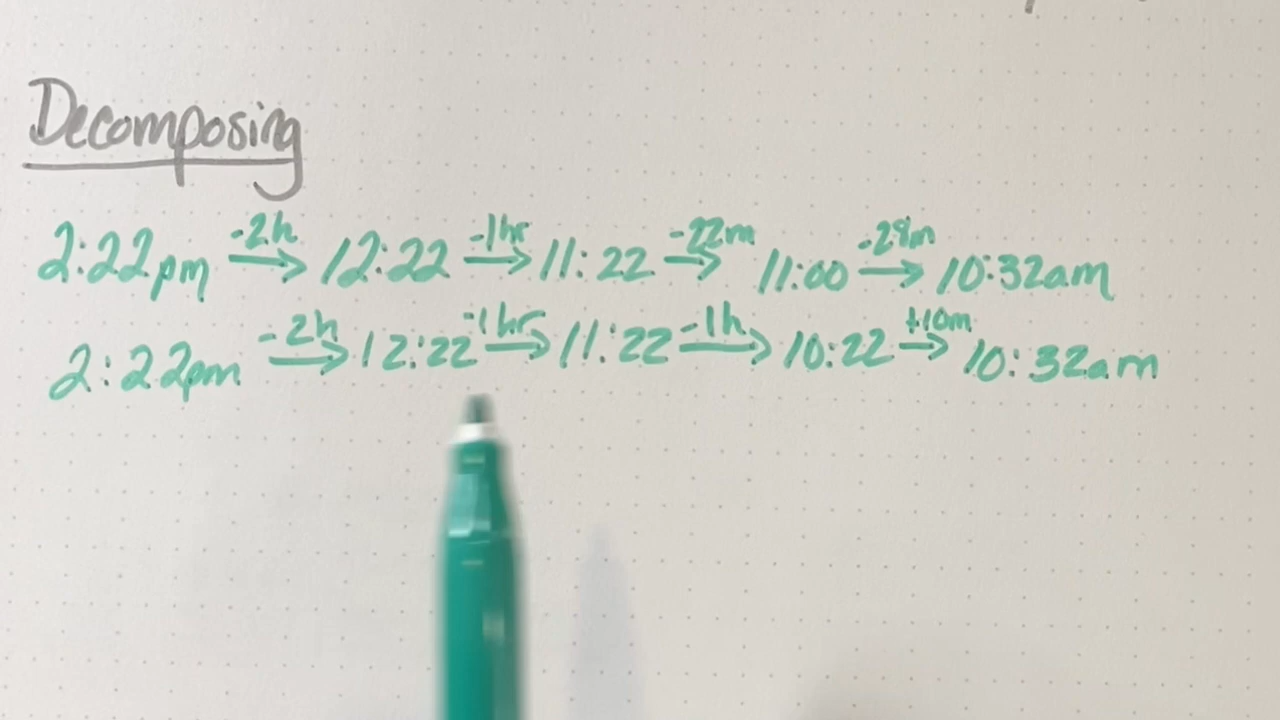 Decomposing
2:22pm -2h→ 12:22 -1hr→ 11:22 -22m→ 11:00 -28m→ 10:32am
2:22pm -2h→ 12:22 -1hr→ 11:22 -1h→ 10:22 +10m→ 10:32am